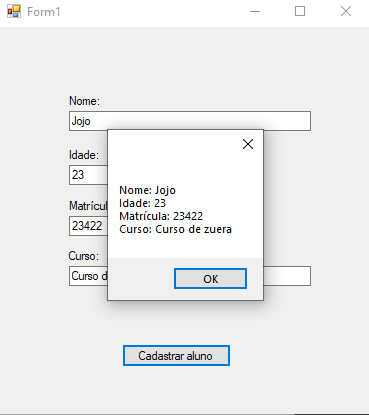 Form1
Nome:
Jojo
Idade:
23
Matrícul
23422
Curso:
Curso d
Nome: Jojo
Idade: 23
Matrícula: 23422
Curso: Curso de zuera
OK
Cadastrar aluno